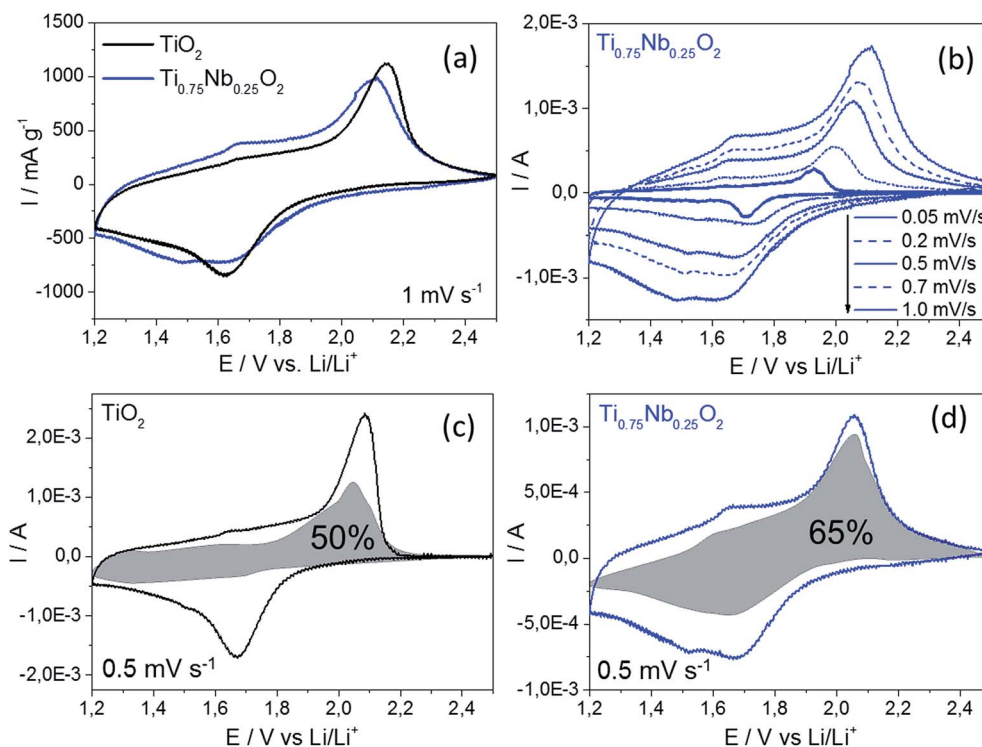 1500
1000
500
0
-500
-1000
I / mA g⁻¹
TiO₂
Ti₀.₇₅Nb₀.₂₅O₂
(a)
1 mV s⁻¹
1,2 1,4 1,6 1,8 2,0 2,2 2,4
E / V vs. Li/Li⁺
2,0E-3
1,0E-3
0,0
-1,0E-3
I / A
Ti₀.₇₅Nb₀.₂₅O₂
(b)
0.05 mV/s
0.2 mV/s
0.5 mV/s
0.7 mV/s
1.0 mV/s
1,2 1,4 1,6 1,8 2,0 2,2 2,4
E / V vs Li/Li⁺
2,0E-3
1,0E-3
0,0
-1,0E-3
-2,0E-3
I / A
TiO₂
(c)
50%
0.5 mV s⁻¹
1,2 1,4 1,6 1,8 2,0 2,2 2,4
E / V vs Li/Li⁺
1,0E-3
5,0E-4
0,0
-5,0E-4
-1,0E-3
I / A
Ti₀.₇₅Nb₀.₂₅O₂
(d)
65%
0.5 mV s⁻¹
1,2 1,4 1,6 1,8 2,0 2,2 2,4
E / V vs Li/Li⁺